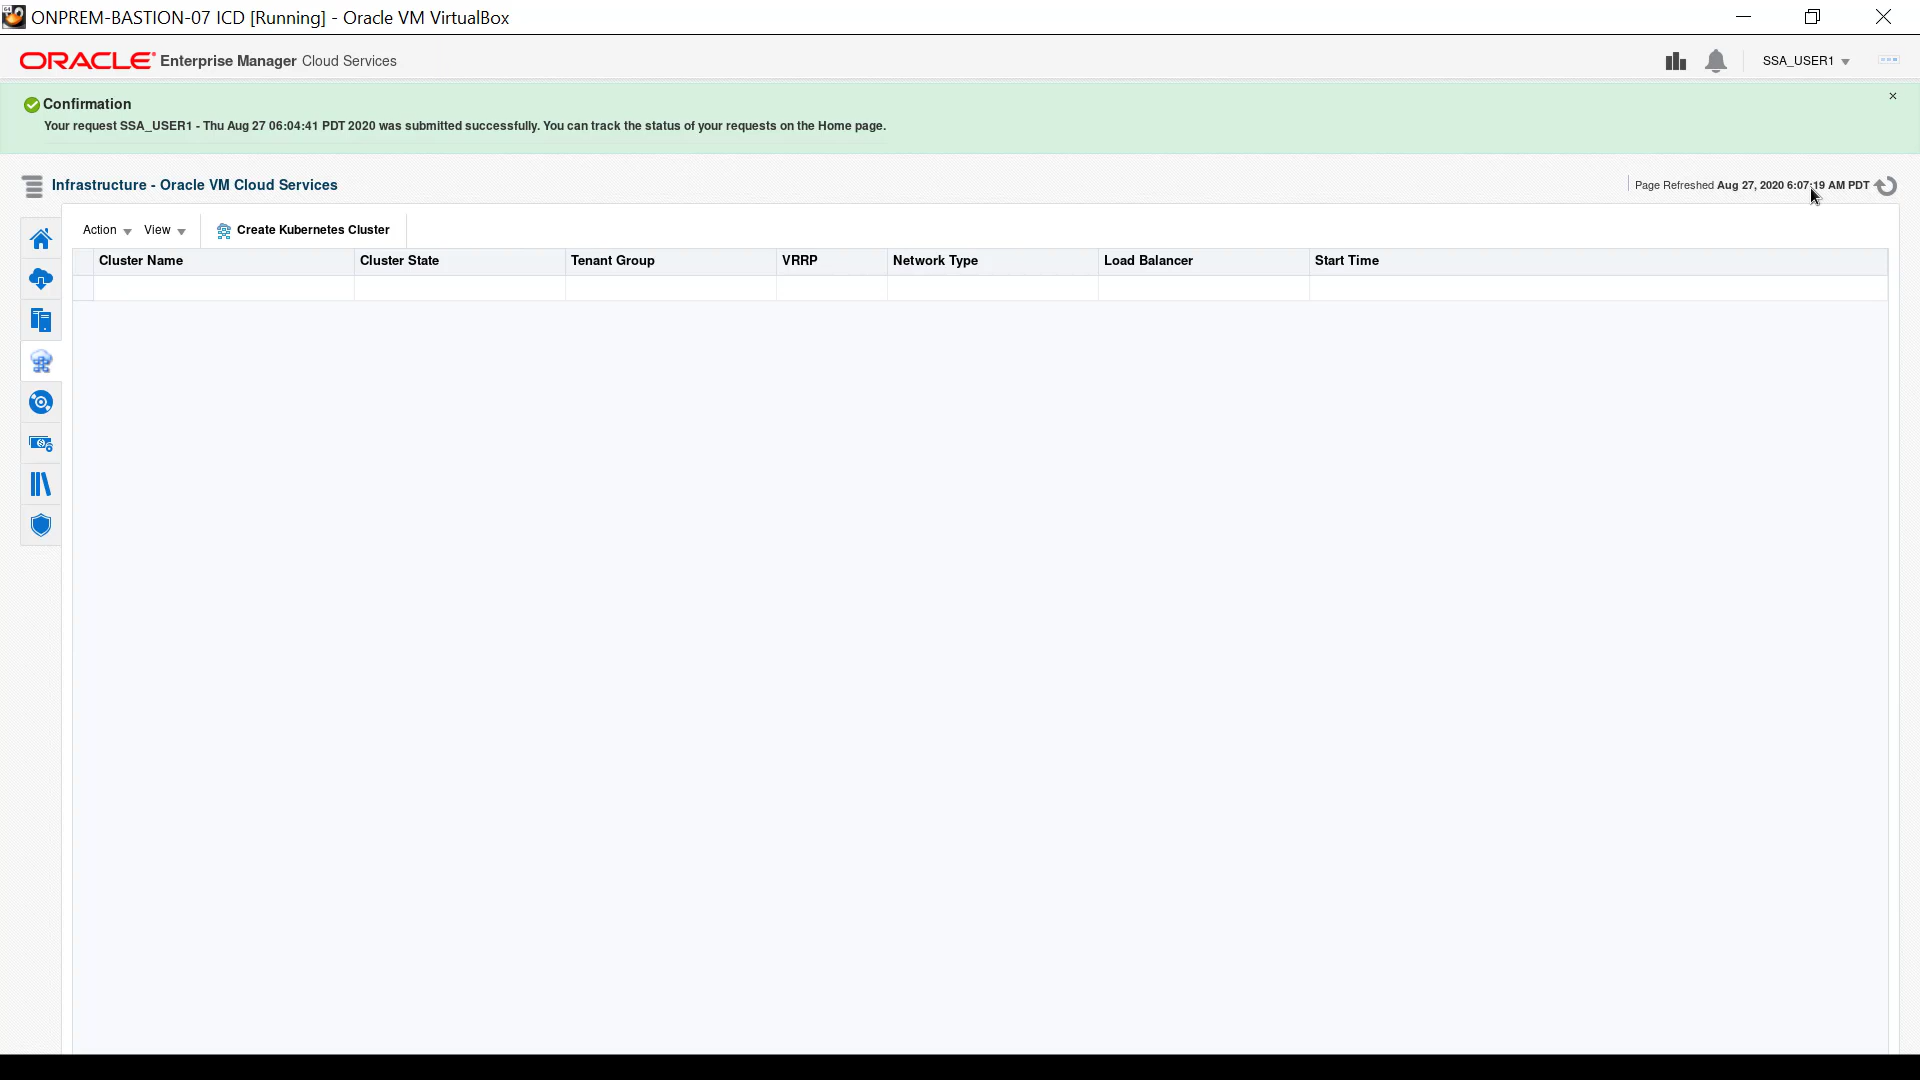 ONPREM-BASTION-07 ICD [Running] - Oracle VM VirtualBox
ORACLE Enterprise Manager Cloud Services
SSA_USER1
Confirmation
Your request SSA_USER1 - Thu Aug 27 06:04:41 PDT 2020 was submitted successfully. You can track the status of your requests on the Home page.
Infrastructure - Oracle VM Cloud Services
Page Refreshed Aug 27, 2020 6:07:19 AM PDT
Action View Create Kubernetes Cluster
Cluster Name Cluster State Tenant Group VRRP Network Type Load Balancer Start Time